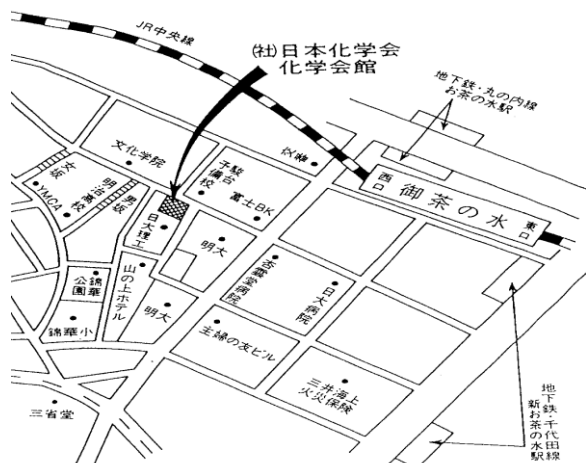 JR中央線
(社)日本化学会
化学会館
地下鉄・丸の内線
お茶の水駅
文化学院
駿台
予備校
富士BK
西口
御茶の水
東口
女坂
明治高校
YMCA
男坂
日大理工
明大
杏雲堂病院
日大病院
山の上ホテル
錦華
公園
錦華小
明大
主婦の友ビル
三井海上
火災保険
三省堂
地下鉄・千代田線
新お茶の水駅